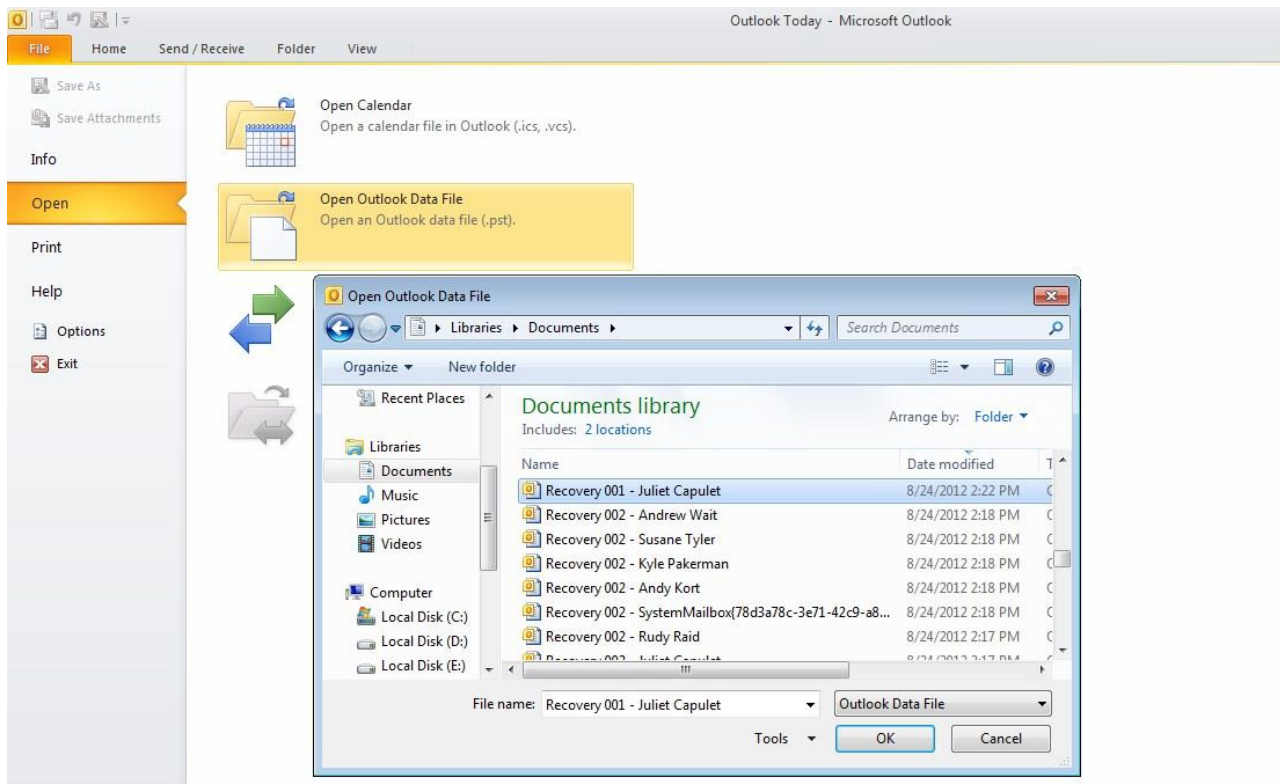 Outlook Today - Microsoft Outlook
File Home Send / Receive Folder View
Save As
Save Attachments
Info
Open
Print
Help
Options
Exit
Open Calendar
Open a calendar file in Outlook (.ics, .vcs).
Open Outlook Data File
Open an Outlook data file (.pst).
Open Outlook Data File
Libraries Documents
Search Documents
Organize New folder
Recent Places
Libraries
Documents
Music
Pictures
Videos
Computer
Local Disk (C:)
Local Disk (D:)
Local Disk (E:)
Documents library
Includes: 2 locations
Arrange by: Folder
Name Date modified T
Recovery 001 - Juliet Capulet 8/24/2012 2:22 PM
Recovery 002 - Andrew Wait 8/24/2012 2:18 PM
Recovery 002 - Susane Tyler 8/24/2012 2:18 PM
Recovery 002 - Kyle Pakerman 8/24/2012 2:18 PM
Recovery 002 - Andy Kort 8/24/2012 2:18 PM
Recovery 002 - SystemMailbox{78d3a78c-3e71-42c9-a8... 8/24/2012 2:18 PM
Recovery 002 - Rudy Raid 8/24/2012 2:17 PM
File name: Recovery 001 - Juliet Capulet Outlook Data File
Tools OK Cancel